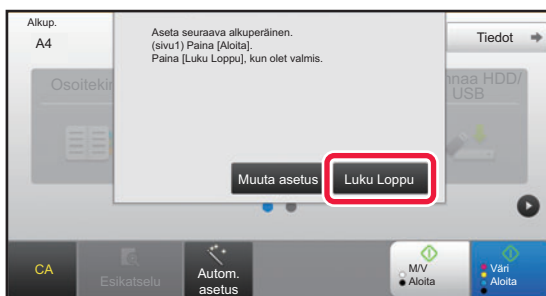 Alkup.
A4
Aseta seuraava alkuperäinen.
(sivu1) Paina [Aloita].
Paina [Luku Loppu], kun olet valmis.
Tiedot
Osoitekir
nnaa HDD/
USB
Muuta asetus
Luku Loppu
CA
Esikatselu
Autom.
asetus
M/V
Aloita
Väri
Aloita